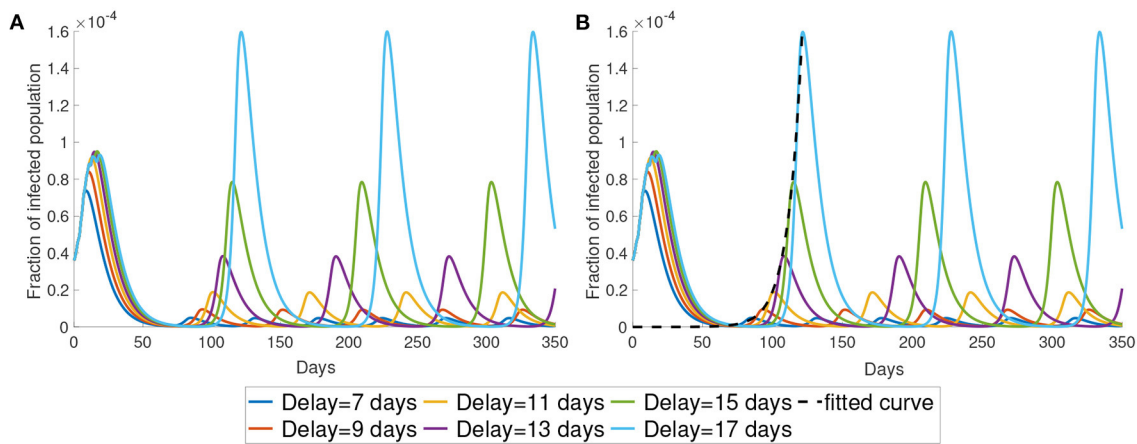 A
×10⁻⁴
1.6
1.4
1.2
1
0.8
0.6
0.4
0.2
0
Fraction of infected population
0 50 100 150 200 250 300 350
Days
B
×10⁻⁴
1.6
1.4
1.2
1
0.8
0.6
0.4
0.2
0
Fraction of infected population
0 50 100 150 200 250 300 350
Days
Delay=7 days Delay=11 days Delay=15 days fitted curve
Delay=9 days Delay=13 days Delay=17 days